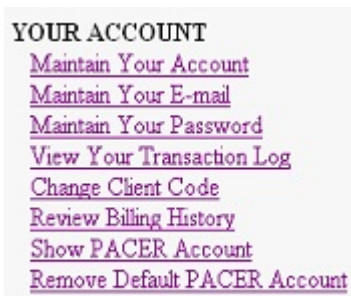 YOUR ACCOUNT
Maintain Your Account
Maintain Your E-mail
Maintain Your Password
View Your Transaction Log
Change Client Code
Review Billing History
Show PACER Account
Remove Default PACER Account